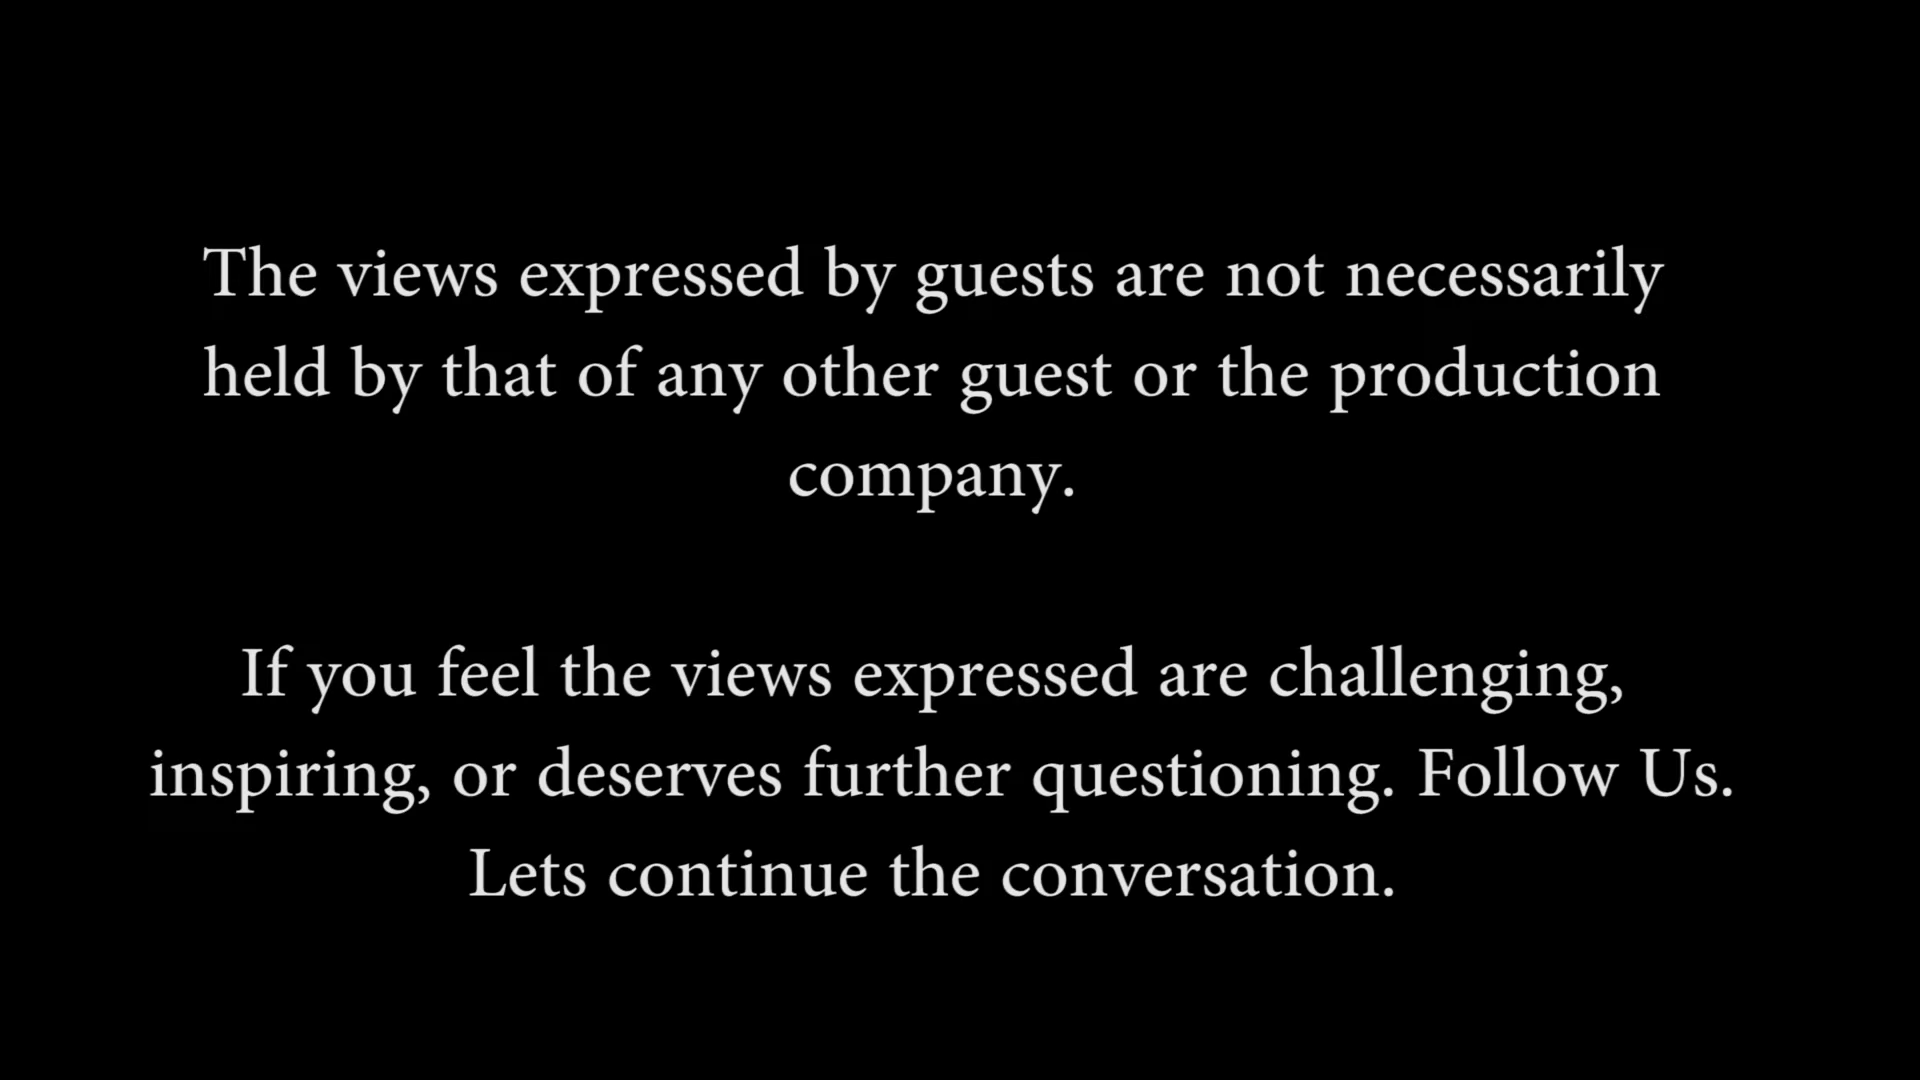 The views expressed by guests are not necessarily
held by that of any other guest or the production
company.
If you feel the views expressed are challenging,
inspiring, or deserves further questioning. Follow Us.
Lets continue the conversation.